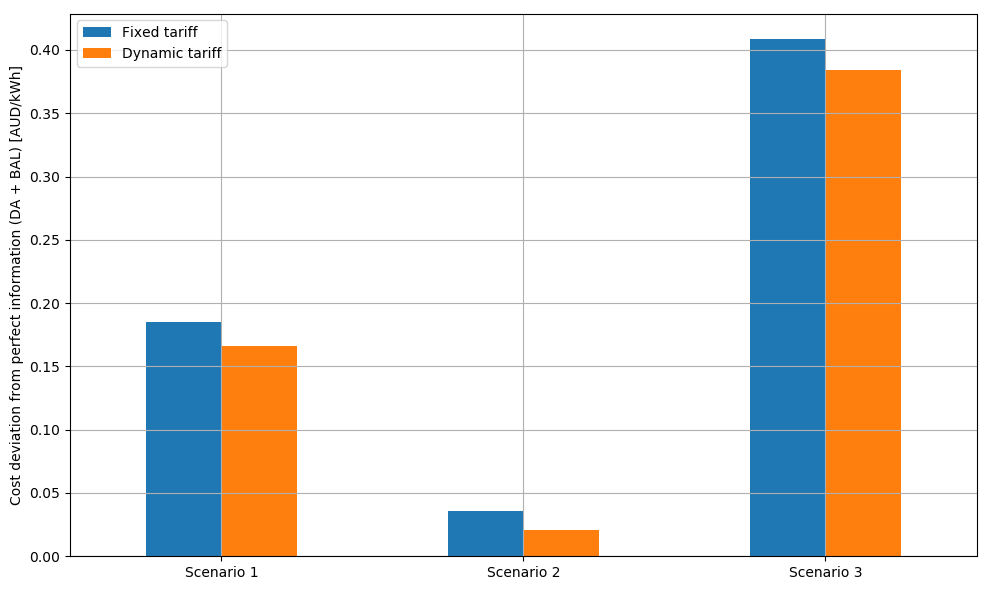 Fixed tariff
Dynamic tariff
Cost deviation from perfect information (DA + BAL) [AUD/kWh]
0.40
0.35
0.30
0.25
0.20
0.15
0.10
0.05
0.00
Scenario 1
Scenario 2
Scenario 3